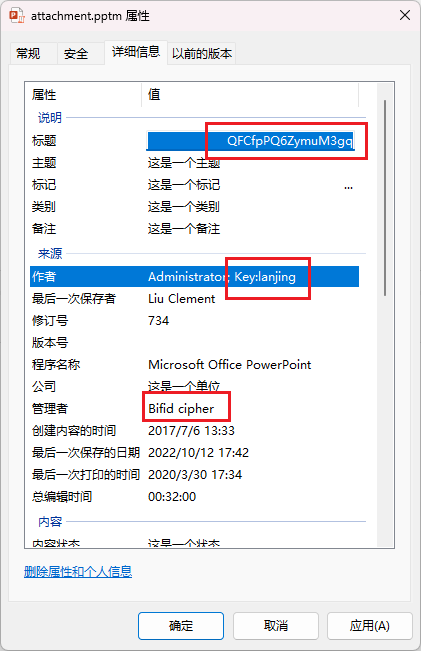 attachment.pptm 属性
常规 安全 详细信息 以前的版本
属性 值
说明
标题 QFCfpPQ6ZymuM3gq
主题 这是一个主题
标记 这是一个标记 ...
类别 这是一个类别
备注 这是一个备注
来源
作者 Administrator; Key:lanjing
最后一次保存者 Liu Clement
修订号 734
版本号
程序名称 Microsoft Office PowerPoint
公司 这是一个单位
管理者 Bifid cipher
创建内容的时间 2017/7/6 13:33
最后一次保存的日期 2022/10/12 17:42
最后一次打印的时间 2020/3/30 17:34
总编辑时间 00:32:00
内容
内容状态 这是一个状态
删除属性和个人信息
确定 取消 应用(A)